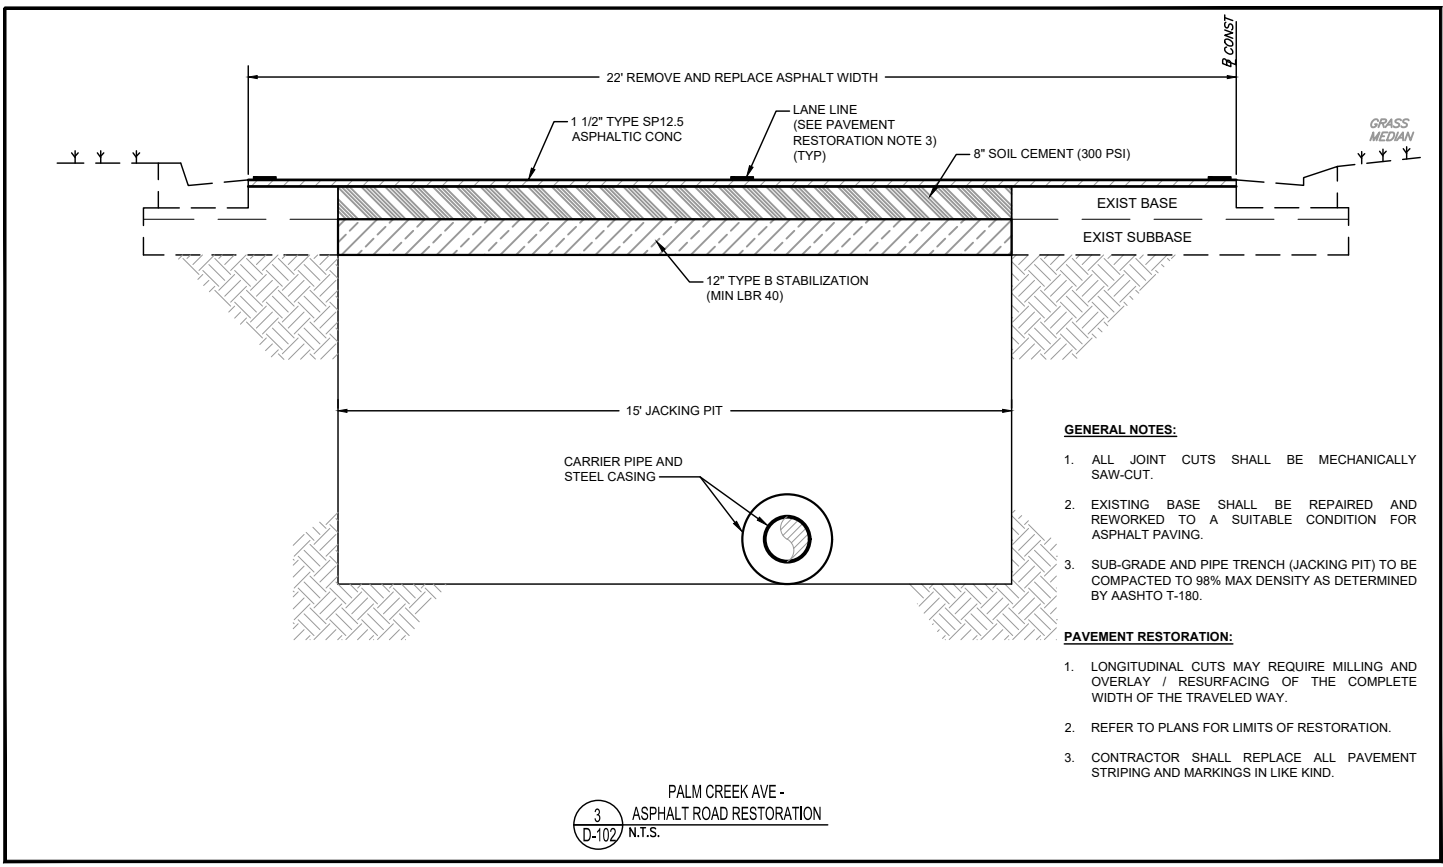 ₿ CONST
22' REMOVE AND REPLACE ASPHALT WIDTH
1 1/2" TYPE SP12.5
ASPHALTIC CONC
LANE LINE
(SEE PAVEMENT
RESTORATION NOTE 3)
(TYP)
8" SOIL CEMENT (300 PSI)
GRASS
MEDIAN
EXIST BASE
EXIST SUBBASE
12" TYPE B STABILIZATION
(MIN LBR 40)
15' JACKING PIT
CARRIER PIPE AND
STEEL CASING
GENERAL NOTES:
1. ALL JOINT CUTS SHALL BE MECHANICALLY
SAW-CUT.
2. EXISTING BASE SHALL BE REPAIRED AND
REWORKED TO A SUITABLE CONDITION FOR
ASPHALT PAVING.
3. SUB-GRADE AND PIPE TRENCH (JACKING PIT) TO BE
COMPACTED TO 98% MAX DENSITY AS DETERMINED
BY AASHTO T-180.
PAVEMENT RESTORATION:
1. LONGITUDINAL CUTS MAY REQUIRE MILLING AND
OVERLAY / RESURFACING OF THE COMPLETE
WIDTH OF THE TRAVELED WAY.
2. REFER TO PLANS FOR LIMITS OF RESTORATION.
3. CONTRACTOR SHALL REPLACE ALL PAVEMENT
STRIPING AND MARKINGS IN LIKE KIND.
PALM CREEK AVE -
3 ASPHALT ROAD RESTORATION
D-102 N.T.S.